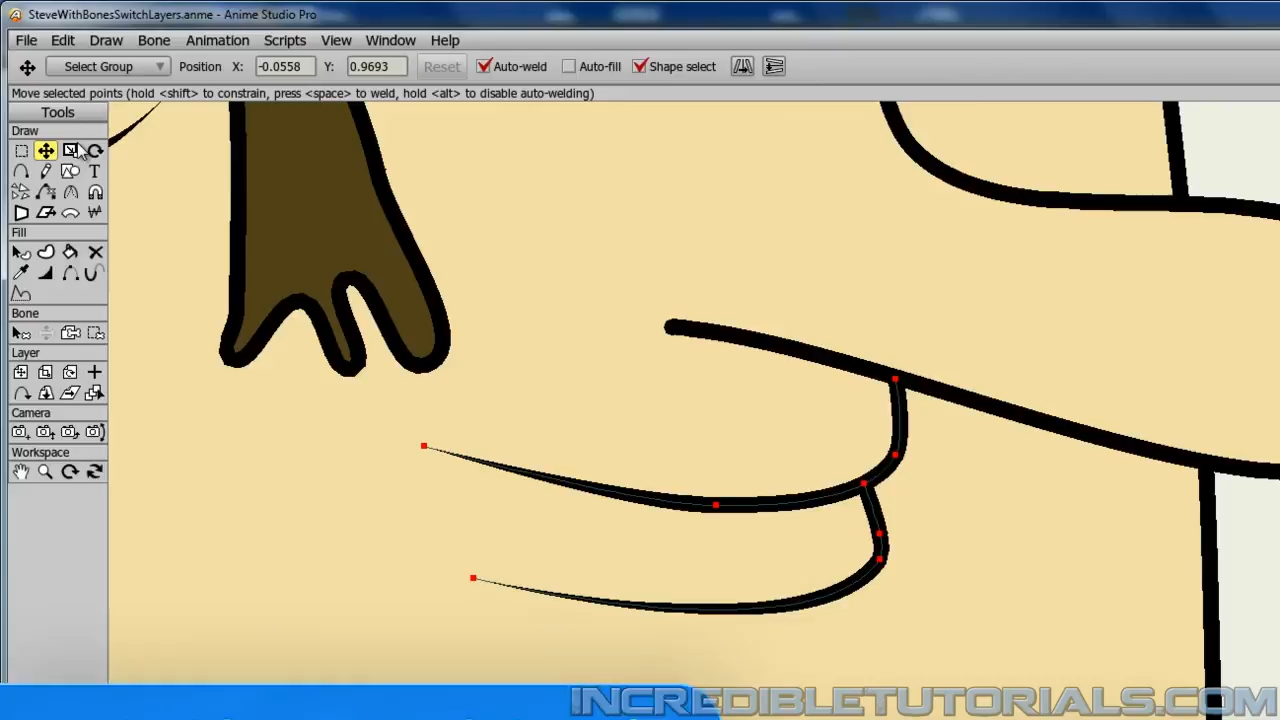 SteveWithBonesSwitchLayers.anme - Anime Studio Pro
File Edit Draw Bone Animation Scripts View Window Help
Select Group Position X: -0.0558 Y: 0.9693 Reset Auto-weld Auto-fill Shape select
Move selected points (hold <shift> to constrain, press <space> to weld, hold <alt> to disable auto-welding)
Tools
Draw
T
Fill
Bone
Layer
Camera
Workspace
INCREDIBLETUTORIALS.COM